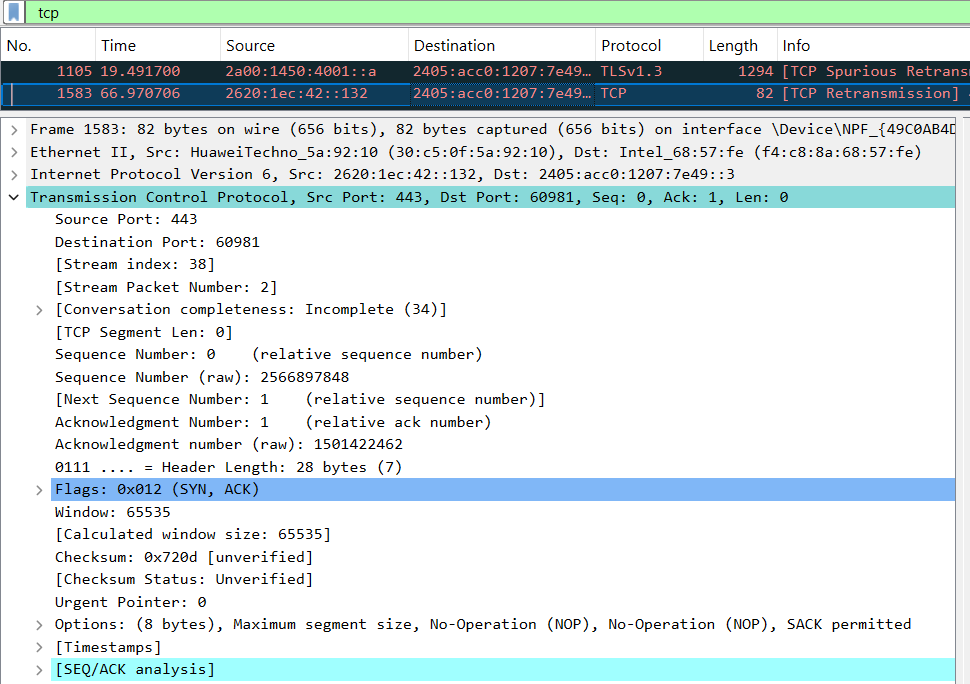 tcp
No. Time Source Destination Protocol Length Info
1105 19.491700 2a00:1450:4001::a 2405:acc0:1207:7e49… TLSv1.3 1294 [TCP Spurious Retrans
1583 66.970706 2620:1ec:42::132 2405:acc0:1207:7e49… TCP 82 [TCP Retransmission]
Frame 1583: 82 bytes on wire (656 bits), 82 bytes captured (656 bits) on interface \Device\NPF_{49C0AB4D
Ethernet II, Src: HuaweiTechno_5a:92:10 (30:c5:0f:5a:92:10), Dst: Intel_68:57:fe (f4:c8:8a:68:57:fe)
Internet Protocol Version 6, Src: 2620:1ec:42::132, Dst: 2405:acc0:1207:7e49::3
Transmission Control Protocol, Src Port: 443, Dst Port: 60981, Seq: 0, Ack: 1, Len: 0
Source Port: 443
Destination Port: 60981
[Stream index: 38]
[Stream Packet Number: 2]
[Conversation completeness: Incomplete (34)]
[TCP Segment Len: 0]
Sequence Number: 0 (relative sequence number)
Sequence Number (raw): 2566897848
[Next Sequence Number: 1 (relative sequence number)]
Acknowledgment Number: 1 (relative ack number)
Acknowledgment number (raw): 1501422462
0111 .... = Header Length: 28 bytes (7)
Flags: 0x012 (SYN, ACK)
Window: 65535
[Calculated window size: 65535]
Checksum: 0x720d [unverified]
[Checksum Status: Unverified]
Urgent Pointer: 0
Options: (8 bytes), Maximum segment size, No-Operation (NOP), No-Operation (NOP), SACK permitted
[Timestamps]
[SEQ/ACK analysis]